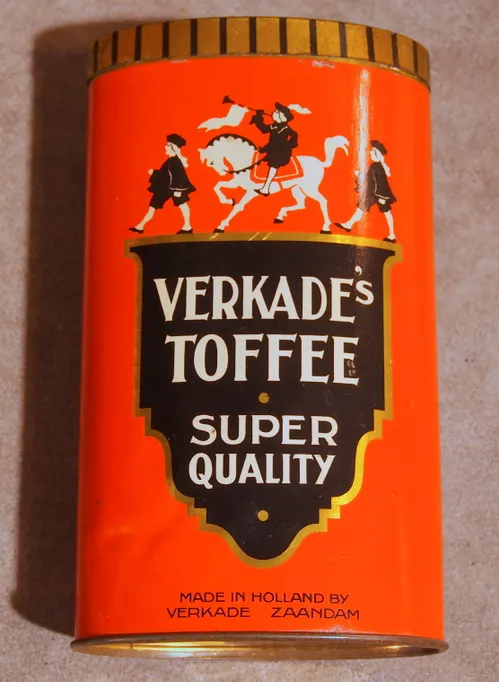 VERKADE's
TOFFEE
SUPER
QUALITY
MADE IN HOLLAND BY
VERKADE ZAANDAM